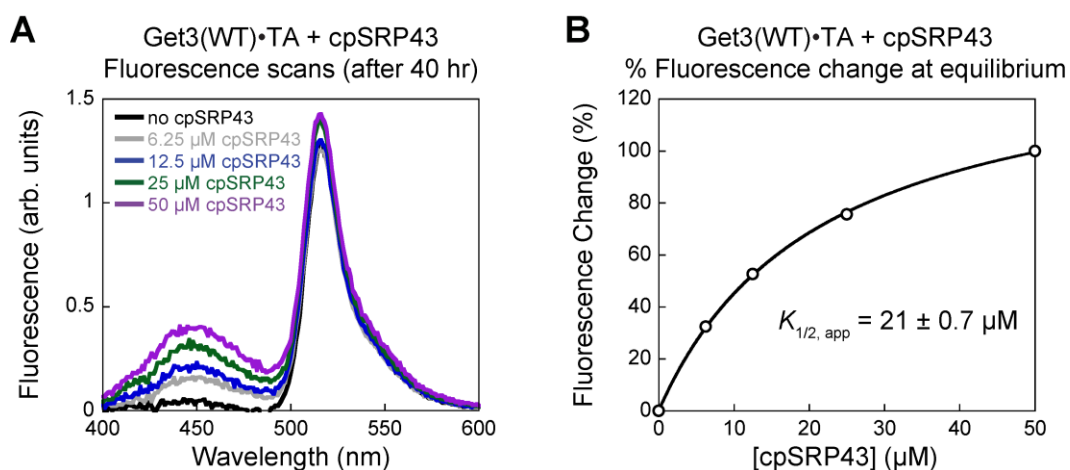 A
Get3(WT)•TA + cpSRP43
Fluorescence scans (after 40 hr)
Fluorescence (arb. units)
1.5
1
0.5
0
no cpSRP43
6.25 µM cpSRP43
12.5 µM cpSRP43
25 µM cpSRP43
50 µM cpSRP43
400
450
500
550
600
Wavelength (nm)
B
Get3(WT)•TA + cpSRP43
% Fluorescence change at equilibrium
Fluorescence Change (%)
120
100
80
60
40
20
0
K1/2, app = 21 ± 0.7 µM
0
10
20
30
40
50
[cpSRP43] (µM)